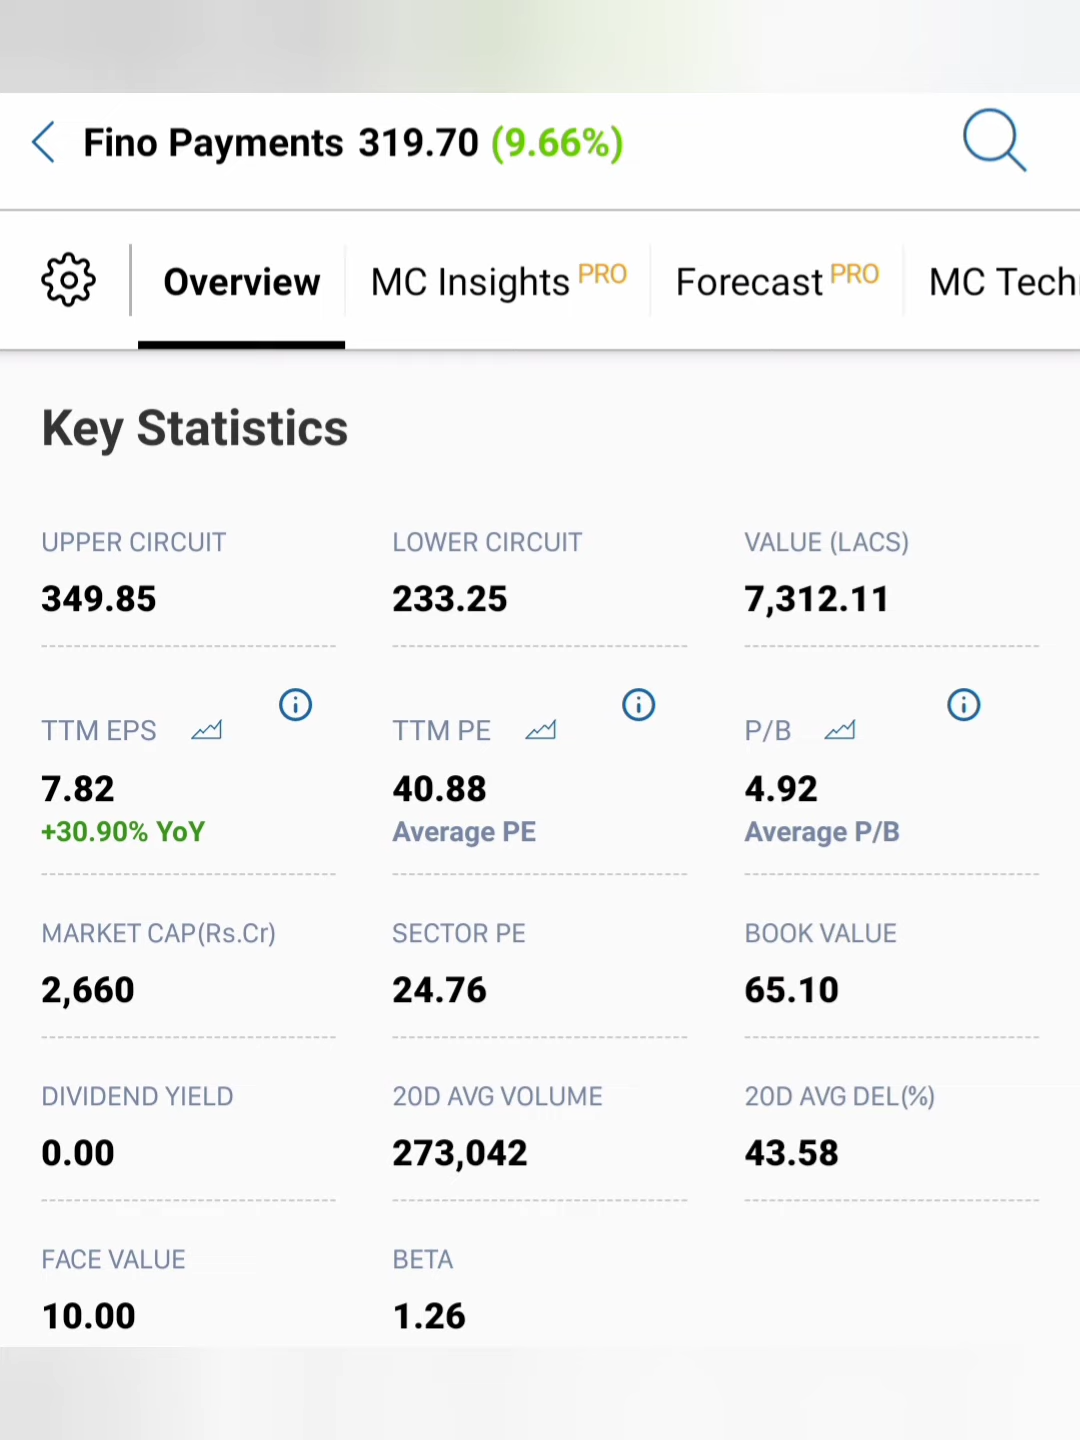 Fino Payments 319.70 (9.66%)
Overview MC Insights PRO Forecast PRO MC Tech
Key Statistics
UPPER CIRCUIT LOWER CIRCUIT VALUE (LACS)
349.85 233.25 7,312.11
TTM EPS TTM PE P/B
7.82 40.88 4.92
+30.90% YoY Average PE Average P/B
MARKET CAP(Rs.Cr) SECTOR PE BOOK VALUE
2,660 24.76 65.10
DIVIDEND YIELD 20D AVG VOLUME 20D AVG DEL(%)
0.00 273,042 43.58
FACE VALUE BETA
10.00 1.26